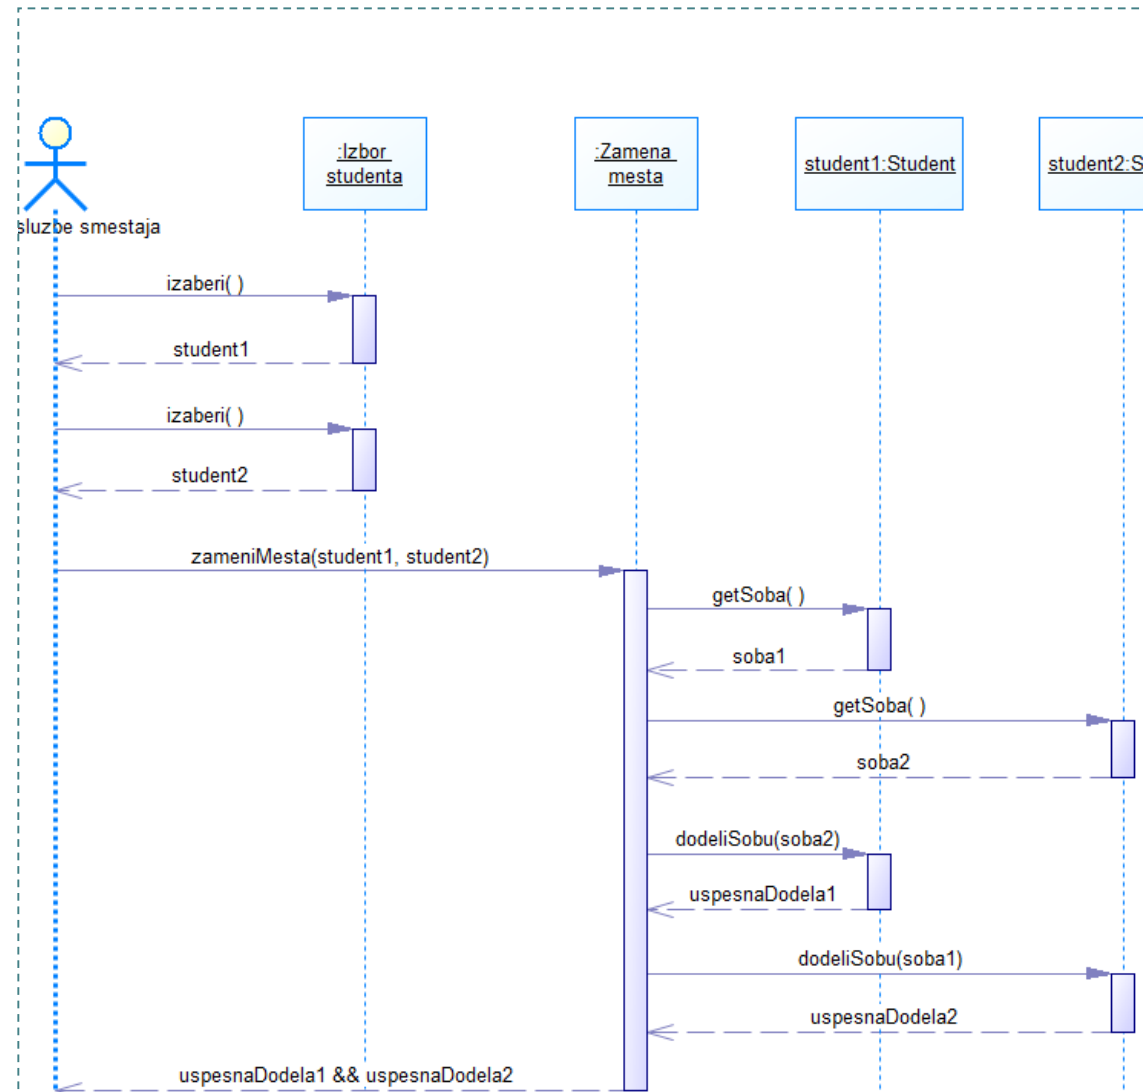 :Izbor
studenta
:Zamena
mesta
student1:Student
student2:S
sluzbe smestaja
izaberi( )
student1
izaberi( )
student2
zameniMesta(student1, student2)
getSoba( )
soba1
getSoba( )
soba2
dodeliSobu(soba2)
uspesnaDodela1
dodeliSobu(soba1)
uspesnaDodela2
uspesnaDodela1 && uspesnaDodela2